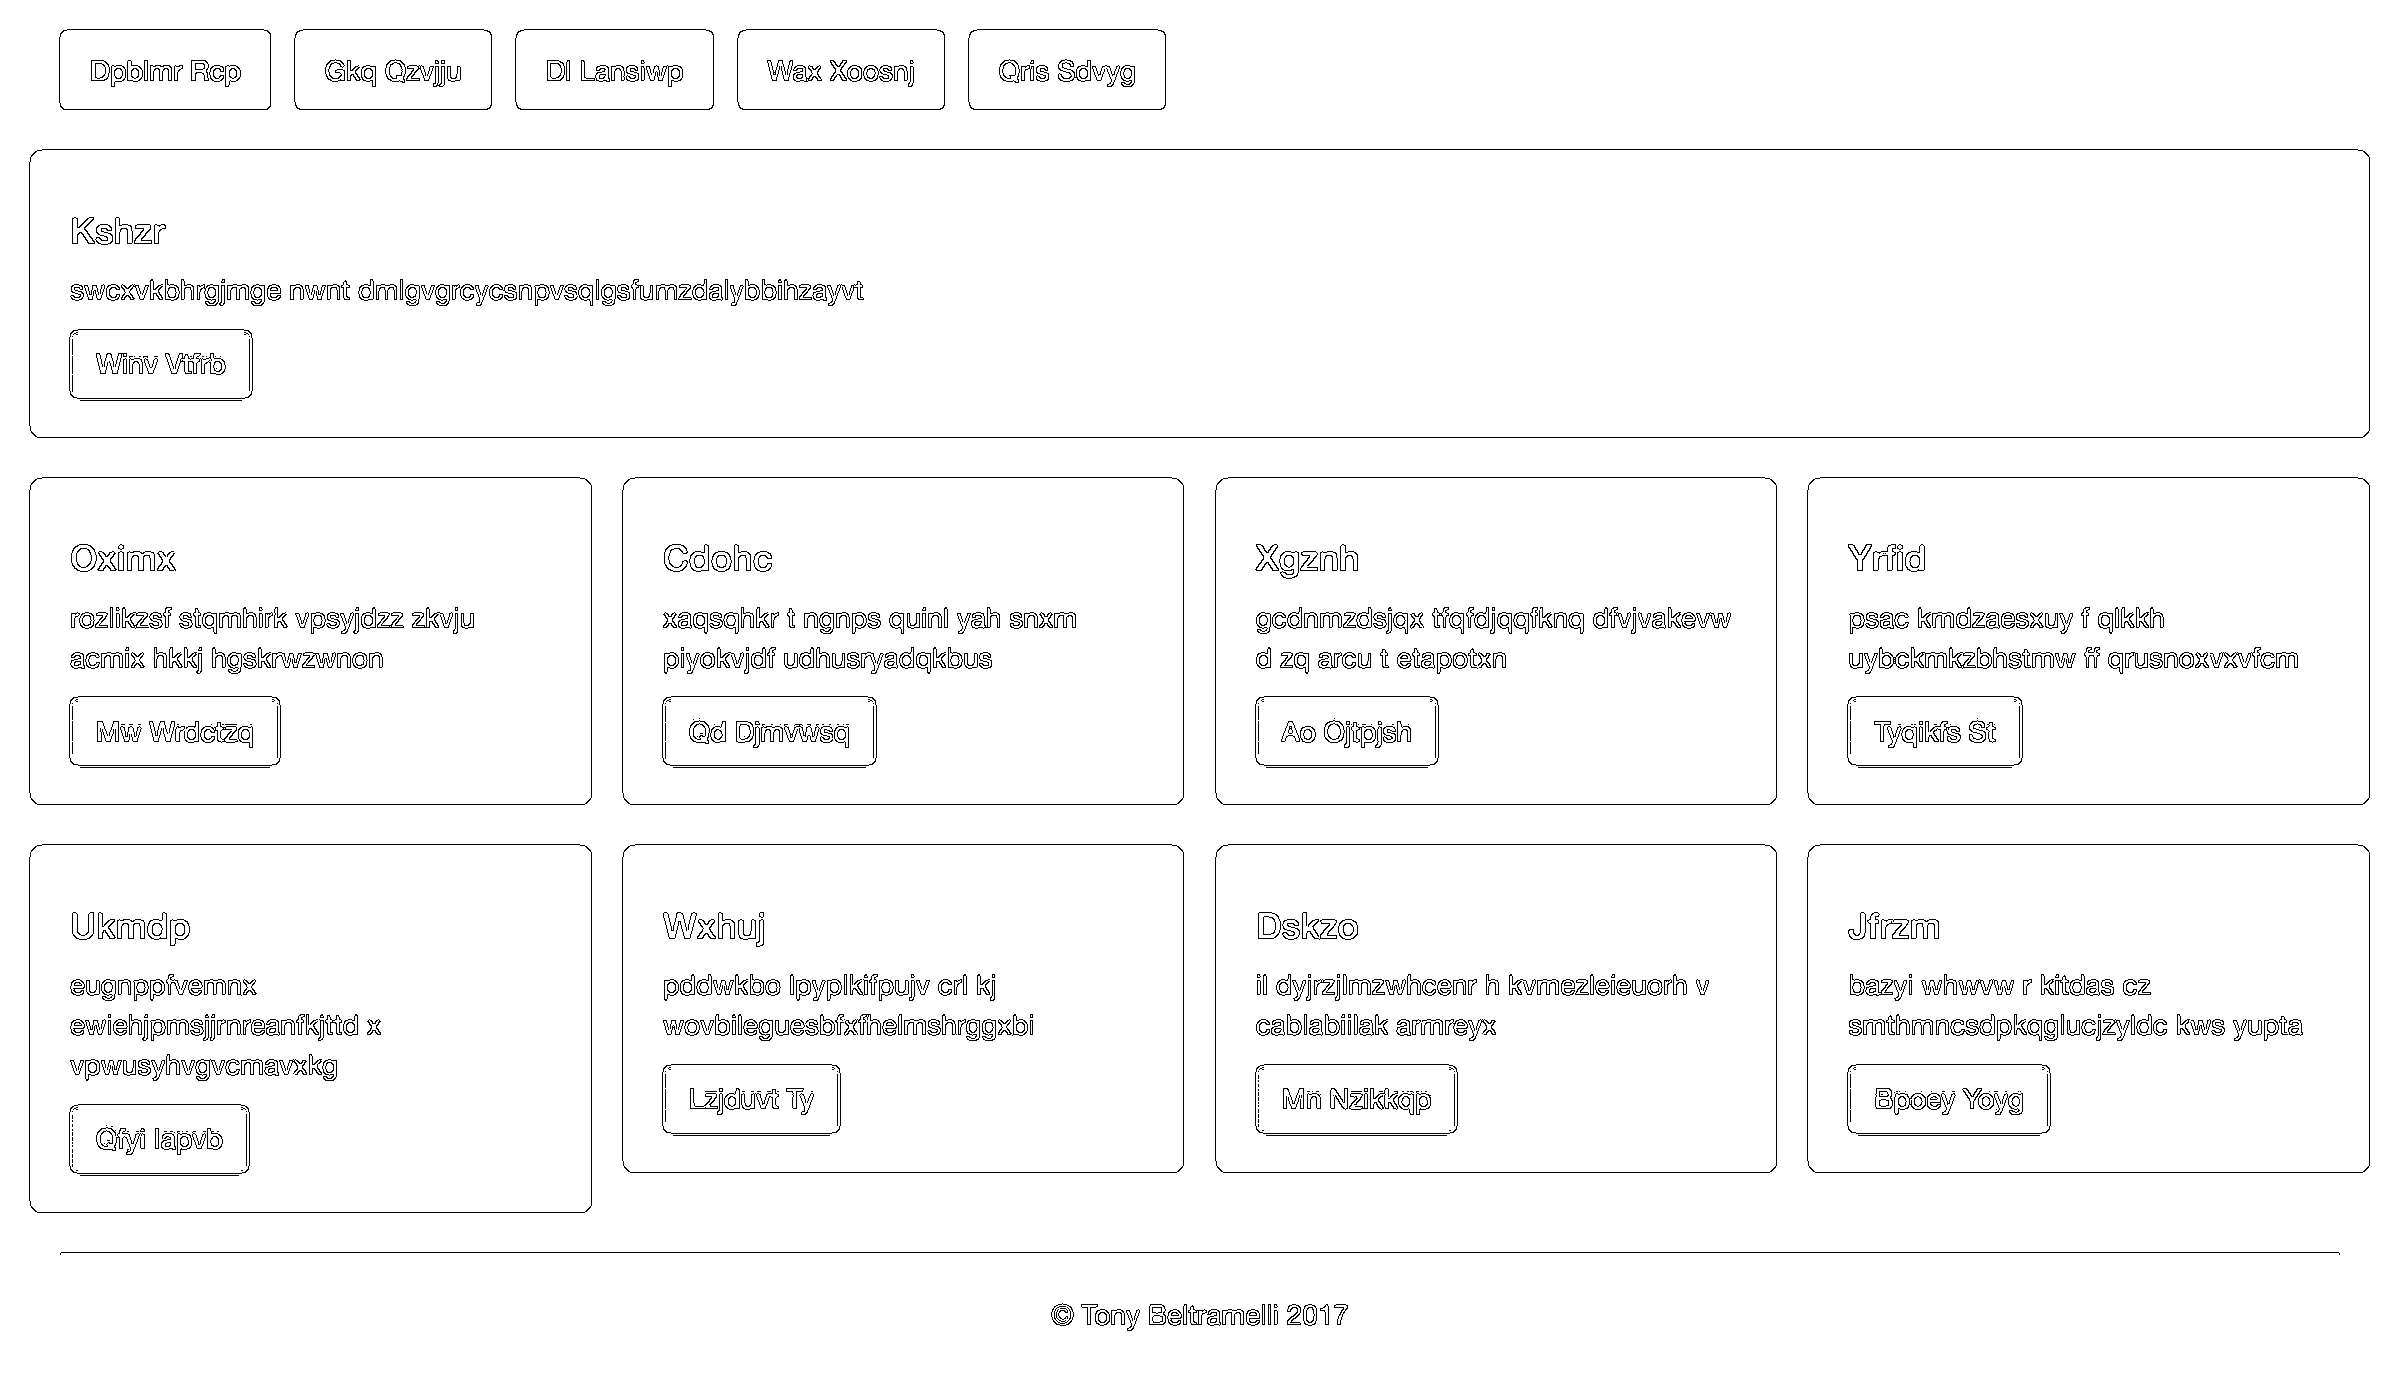 Dpblmr Rcp
Gkq Qzvjju
Dl Lansiwp
Wax Xoosnj
Qris Sdvyg
Kshzr
swcxvkbhrgjmge nwnt dmlgvgrcycsnpvsqlgsfumzdalybbihzayvt
Winv Vtfrb
Oximx
rozlikzsf stqmhirk vpsyjdzz zkvju
acmix hkkj hgskrwzwnon
Mw Wrdctzq
Cdohc
xaqsqhkr t ngnps quinl yah snxm
piyokvjdf udhusryadqkbus
Qd Djmvwsq
Xgznh
gcdnmzdsjqx tfqfdjqqfknq dfvjvakevw
d zq arcu t etapotxn
Ao Ojtpjsh
Yrfid
psac kmdzaesxuy f qlkkh
uybckmkzbhstmw ff qrusnoxvxvfcm
Tyqikfs St
Ukmdp
eugnppfvemnx
ewiehjpmsjjrnreanfkjttd x
vpwusyhvgvcmavxkg
Qfyi Iapvb
Wxhuj
pddwkbo lpyplkifpujv crl kj
wovbileguesbfxfhelmshrggxbi
Lzjduvt Ty
Dskzo
il dyjrzjlmzwhcenr h kvmezleieuorh v
cablabiilak armreyx
Mn Nzikkqp
Jfrzm
bazyi whwvw r kitdas cz
smthmncsdpkqglucjzyldc kws yupta
Bpoey Yoyg
© Tony Beltramelli 2017